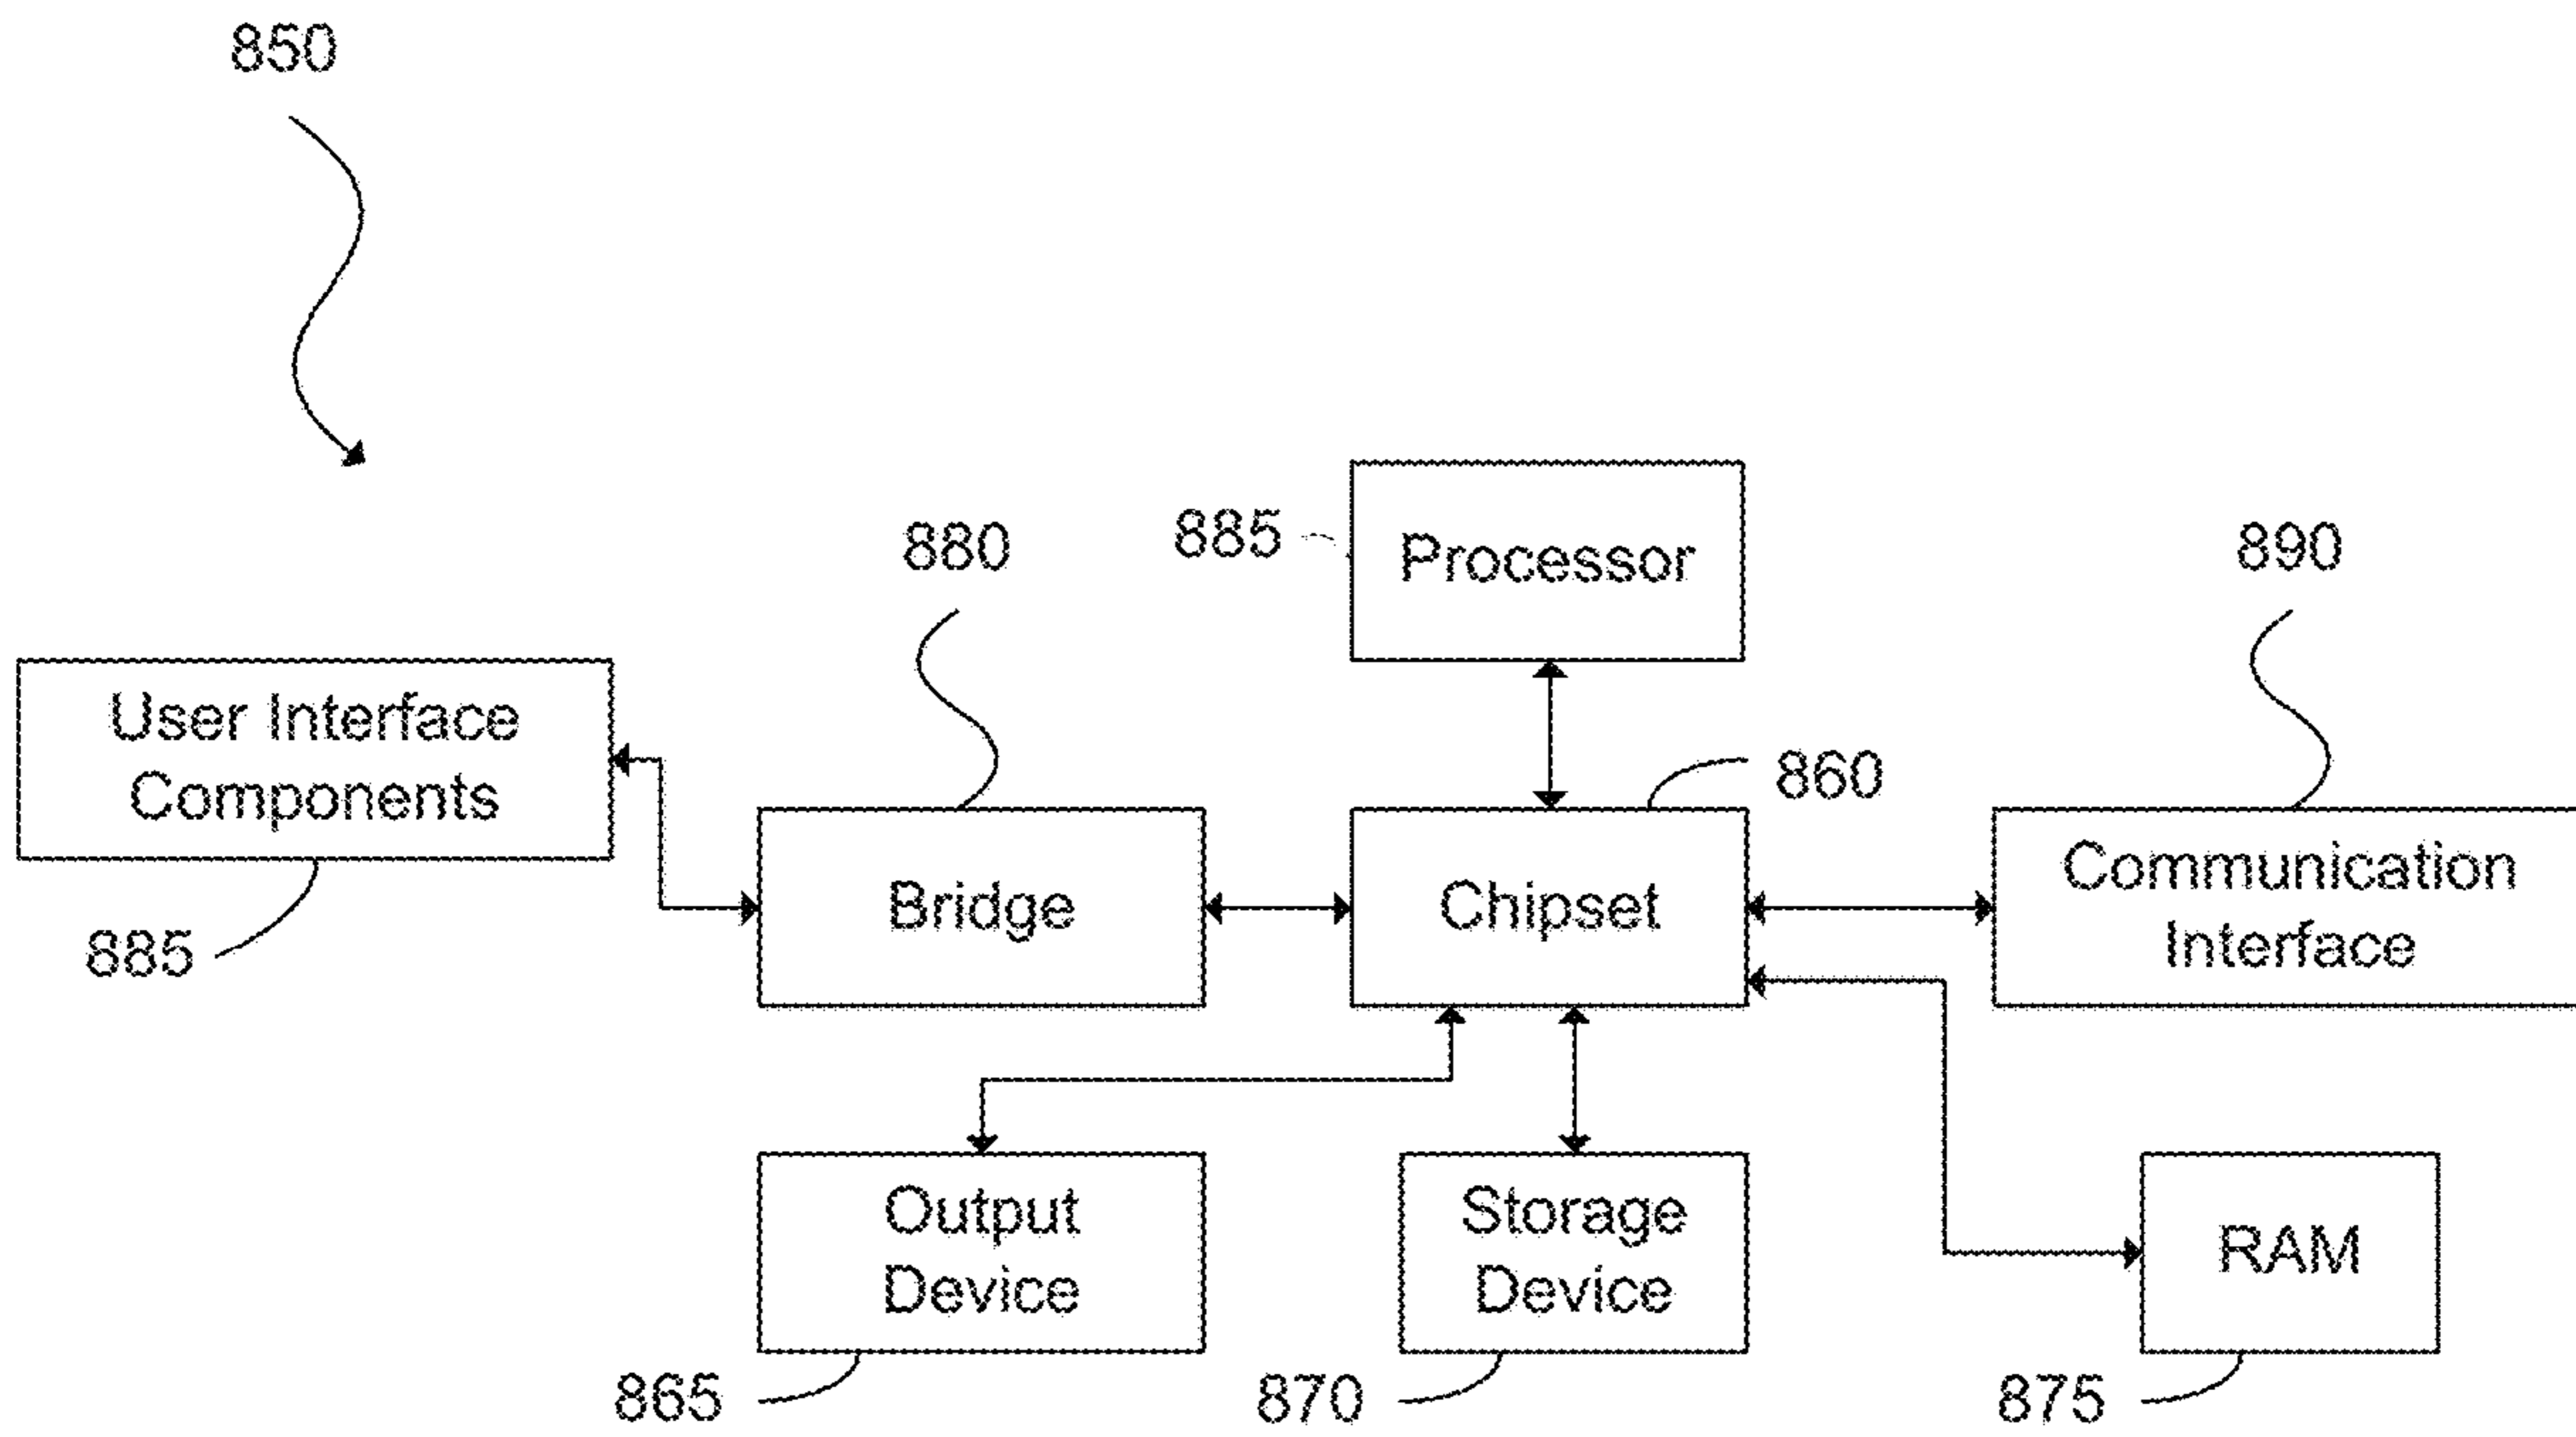 850
885
Processor
880
890
User Interface
Components
885
860
Bridge
Chipset
Communication
Interface
Output
Device
865
Storage
Device
870
RAM
875